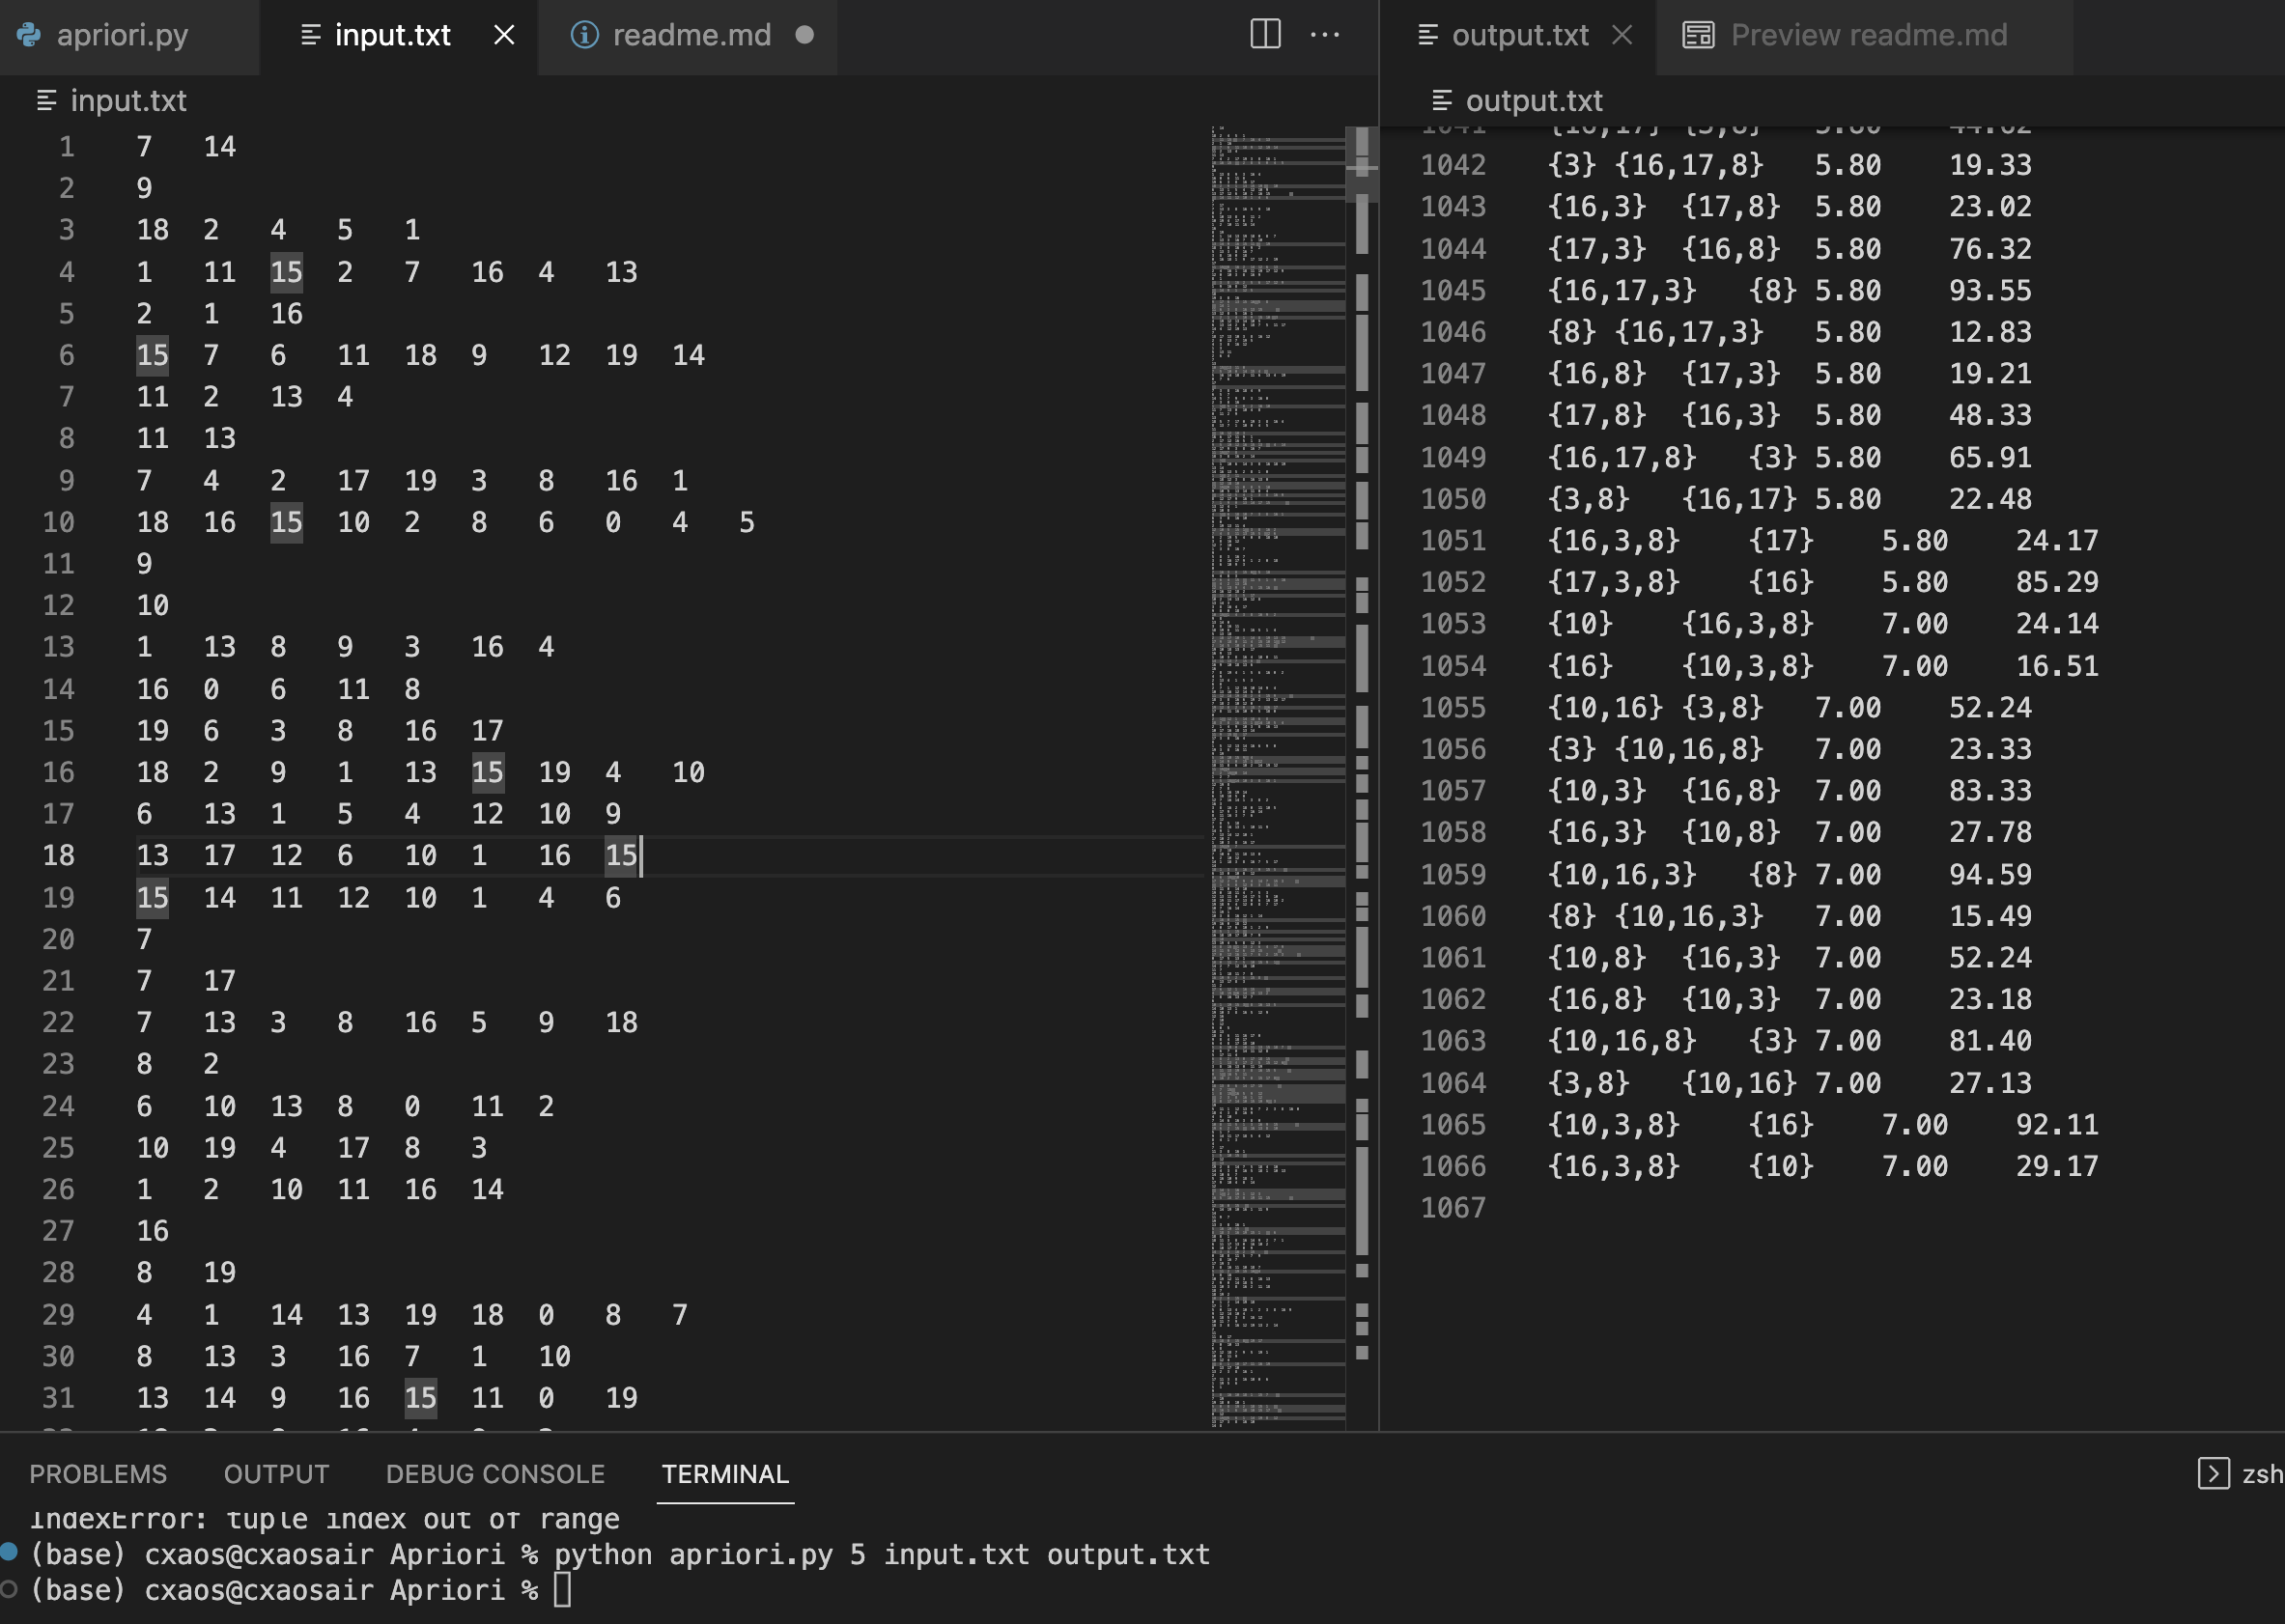 apriori.py
input.txt
readme.md
input.txt
1 7 14
2 9
3 18 2 4 5 1
4 1 11 15 2 7 16 4 13
5 2 1 16
6 15 7 6 11 18 9 12 19 14
7 11 2 13 4
8 11 13
9 7 4 2 17 19 3 8 16 1
10 18 16 15 10 2 8 6 0 4 5
11 9
12 10
13 1 13 8 9 3 16 4
14 16 0 6 11 8
15 19 6 3 8 16 17
16 18 2 9 1 13 15 19 4 10
17 6 13 1 5 4 12 10 9
18 13 17 12 6 10 1 16 15
19 15 14 11 12 10 1 4 6
20 7
21 7 17
22 7 13 3 8 16 5 9 18
23 8 2
24 6 10 13 8 0 11 2
25 10 19 4 17 8 3
26 1 2 10 11 16 14
27 16
28 8 19
29 4 1 14 13 19 18 0 8 7
30 8 13 3 16 7 1 10
31 13 14 9 16 15 11 0 19
output.txt
Preview readme.md
output.txt
1041 {16,17} {3,8} 5.80 44.62
1042 {3} {16,17,8} 5.80 19.33
1043 {16,3} {17,8} 5.80 23.02
1044 {17,3} {16,8} 5.80 76.32
1045 {16,17,3} {8} 5.80 93.55
1046 {8} {16,17,3} 5.80 12.83
1047 {16,8} {17,3} 5.80 19.21
1048 {17,8} {16,3} 5.80 48.33
1049 {16,17,8} {3} 5.80 65.91
1050 {3,8} {16,17} 5.80 22.48
1051 {16,3,8} {17} 5.80 24.17
1052 {17,3,8} {16} 5.80 85.29
1053 {10} {16,3,8} 7.00 24.14
1054 {16} {10,3,8} 7.00 16.51
1055 {10,16} {3,8} 7.00 52.24
1056 {3} {10,16,8} 7.00 23.33
1057 {10,3} {16,8} 7.00 83.33
1058 {16,3} {10,8} 7.00 27.78
1059 {10,16,3} {8} 7.00 94.59
1060 {8} {10,16,3} 7.00 15.49
1061 {10,8} {16,3} 7.00 52.24
1062 {16,8} {10,3} 7.00 23.18
1063 {10,16,8} {3} 7.00 81.40
1064 {3,8} {10,16} 7.00 27.13
1065 {10,3,8} {16} 7.00 92.11
1066 {16,3,8} {10} 7.00 29.17
1067
PROBLEMS OUTPUT DEBUG CONSOLE TERMINAL
zsh
IndexError: tuple index out of range
(base) cxaos@cxaosair Apriori % python apriori.py 5 input.txt output.txt
(base) cxaos@cxaosair Apriori %